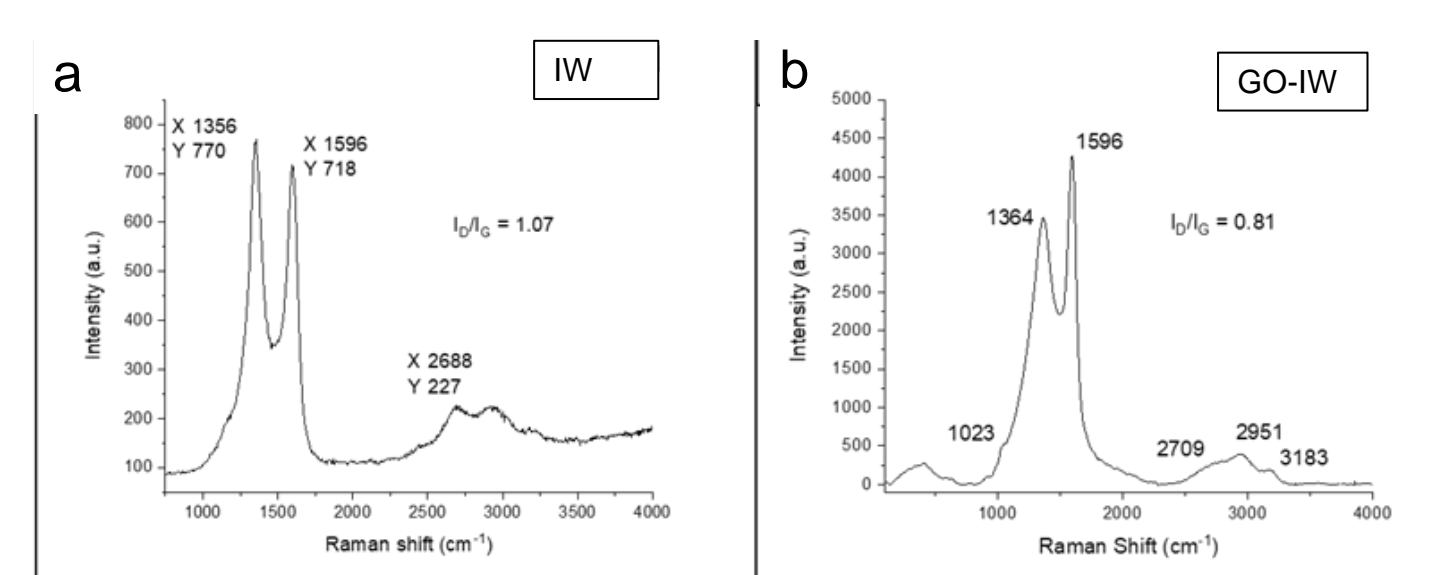 a
IW
X 1356
Y 770
X 1596
Y 718
I_D/I_G = 1.07
X 2688
Y 227
800
700
600
500
400
300
200
100
Intensity (a.u.)
1000 1500 2000 2500 3000 3500 4000
Raman shift (cm⁻¹)
b
GO-IW
1596
1364
I_D/I_G = 0.81
1023
2709
2951
3183
5000
4500
4000
3500
3000
2500
2000
1500
1000
500
0
Intensity (a.u.)
1000 2000 3000 4000
Raman Shift (cm⁻¹)